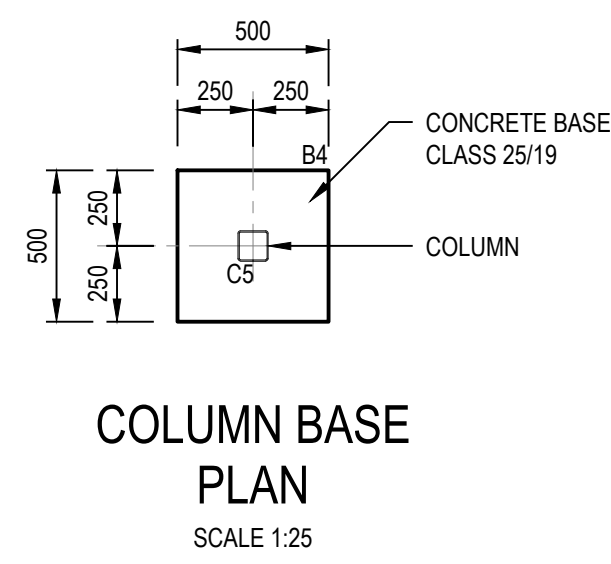 500
250 250
CONCRETE BASE
CLASS 25/19
B4
250
500
COLUMN
C5
250
COLUMN BASE
PLAN
SCALE 1:25